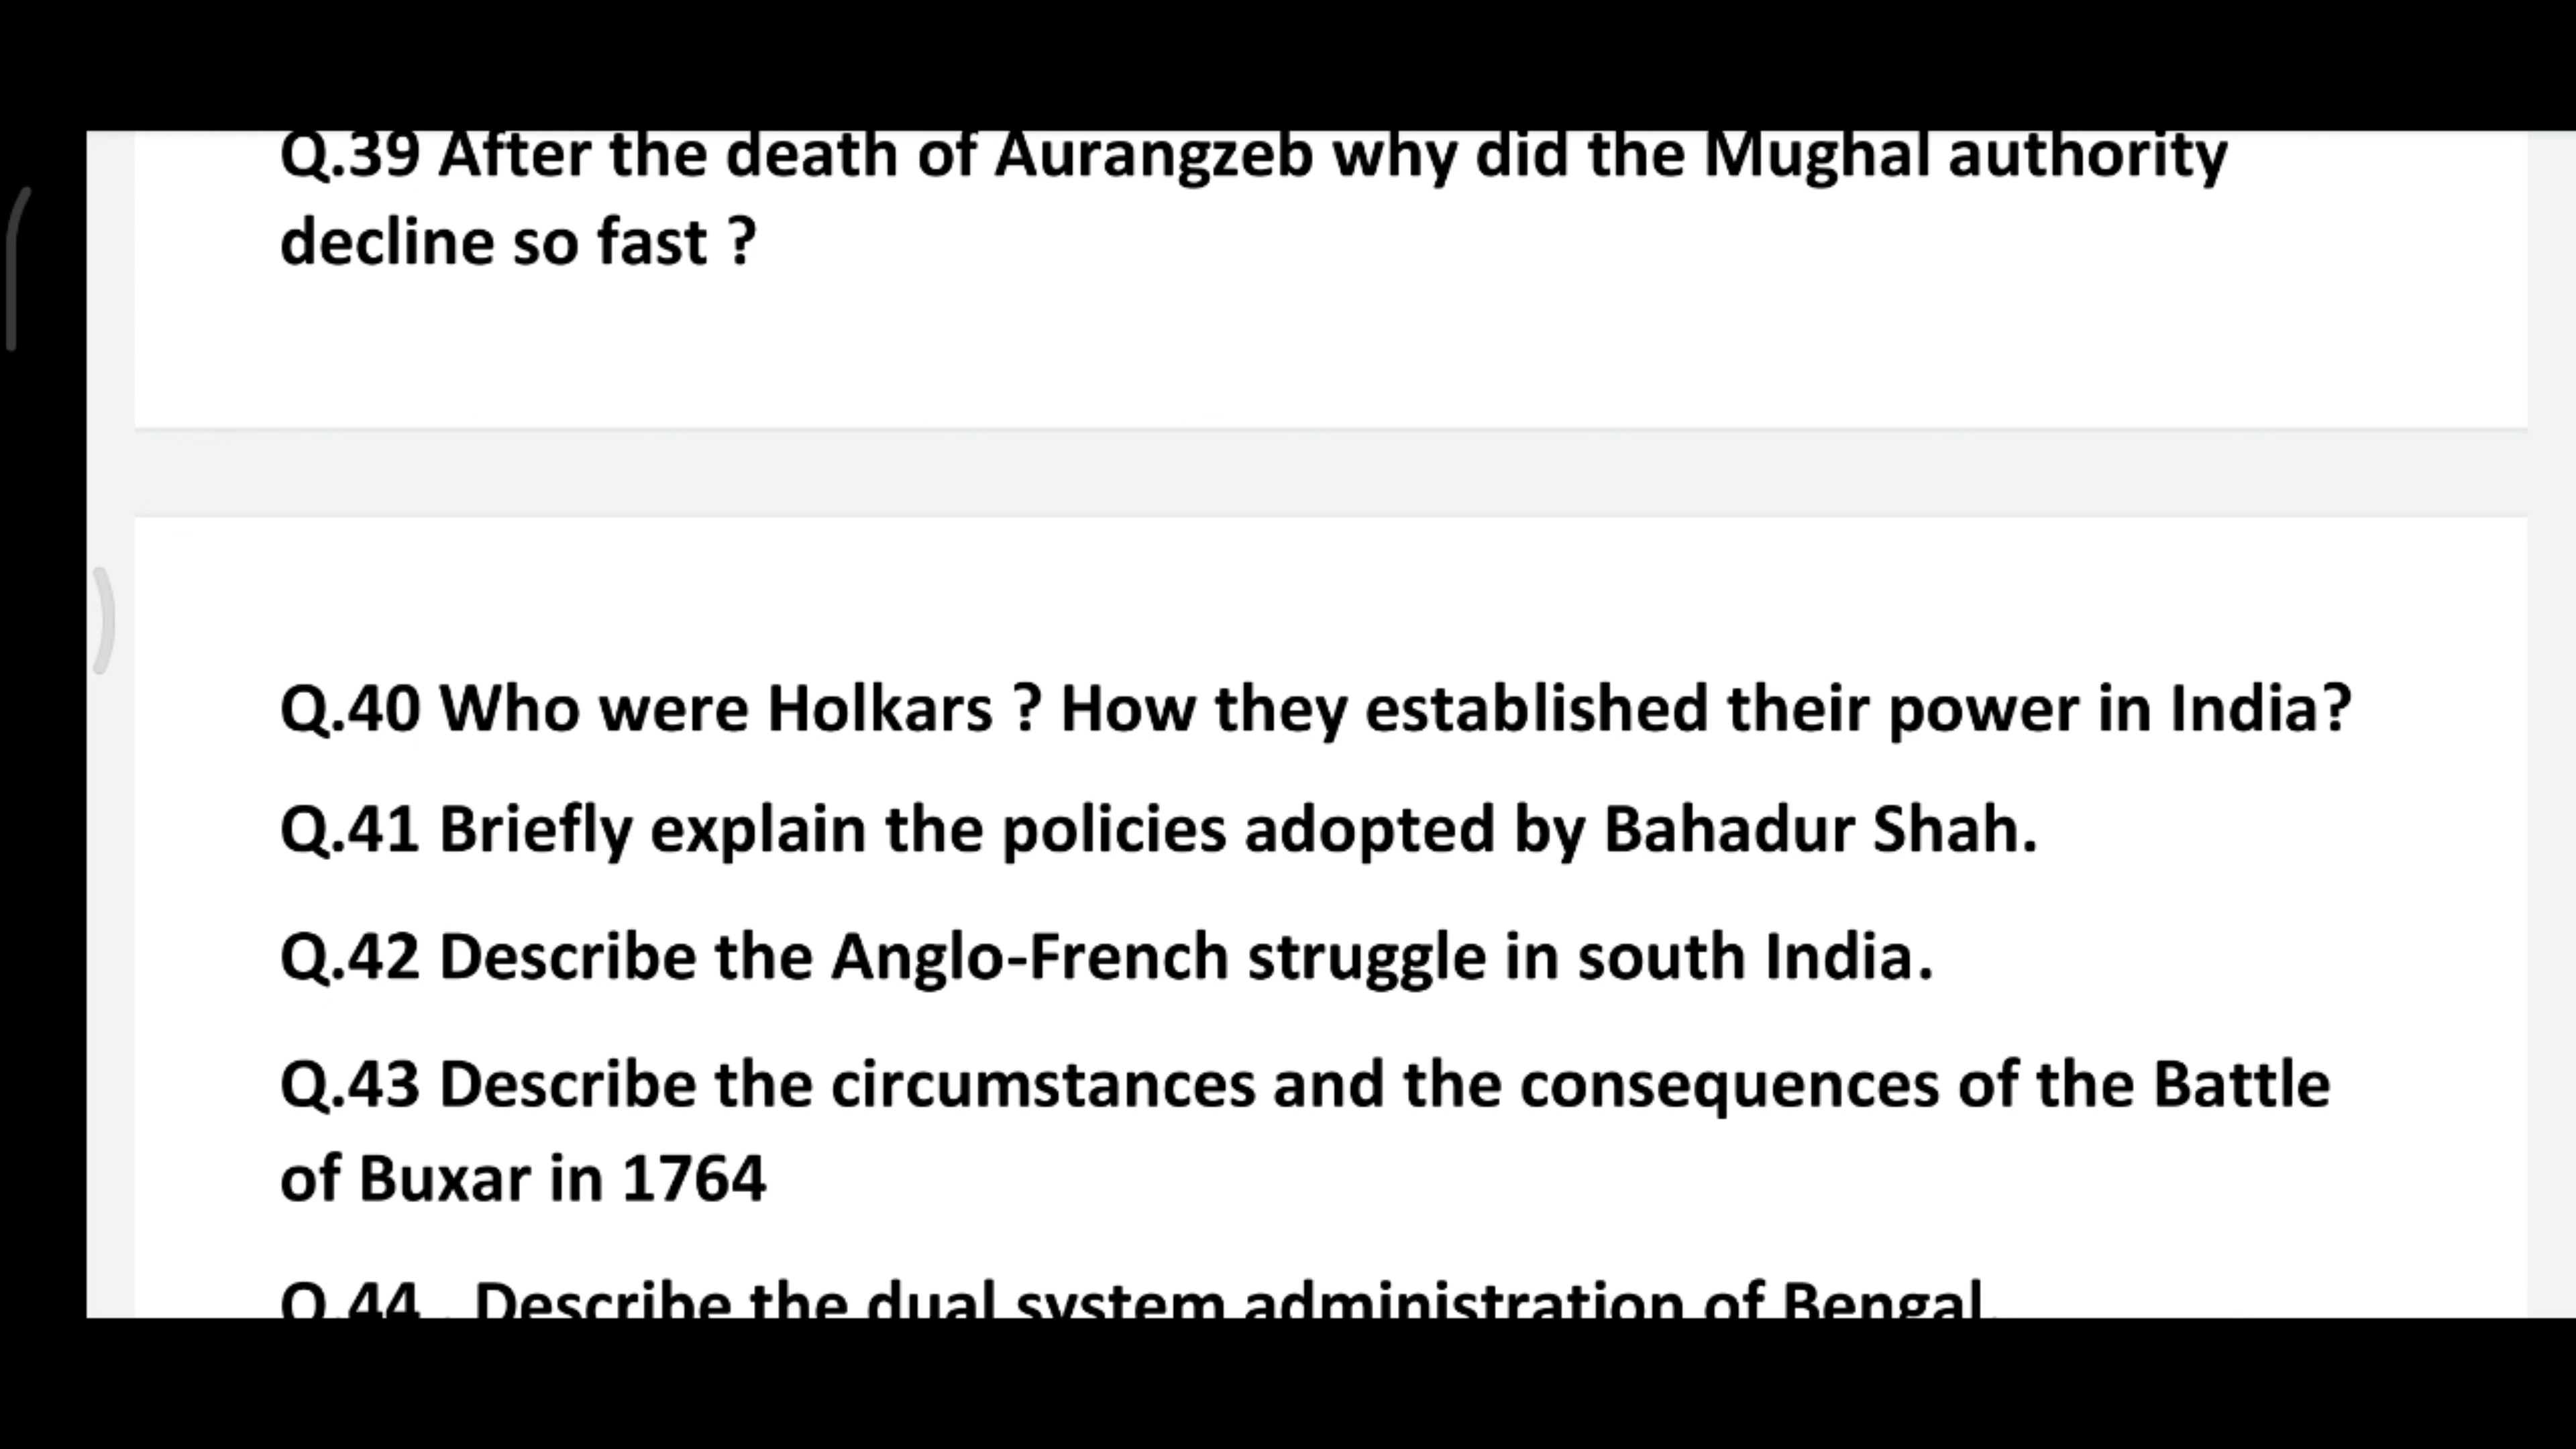 Q.39 After the death of Aurangzeb why did the Mughal authority
decline so fast ?
Q.40 Who were Holkars ? How they established their power in India?
Q.41 Briefly explain the policies adopted by Bahadur Shah.
Q.42 Describe the Anglo-French struggle in south India.
Q.43 Describe the circumstances and the consequences of the Battle
of Buxar in 1764
Q.44 . Describe the dual system administration of Bengal.